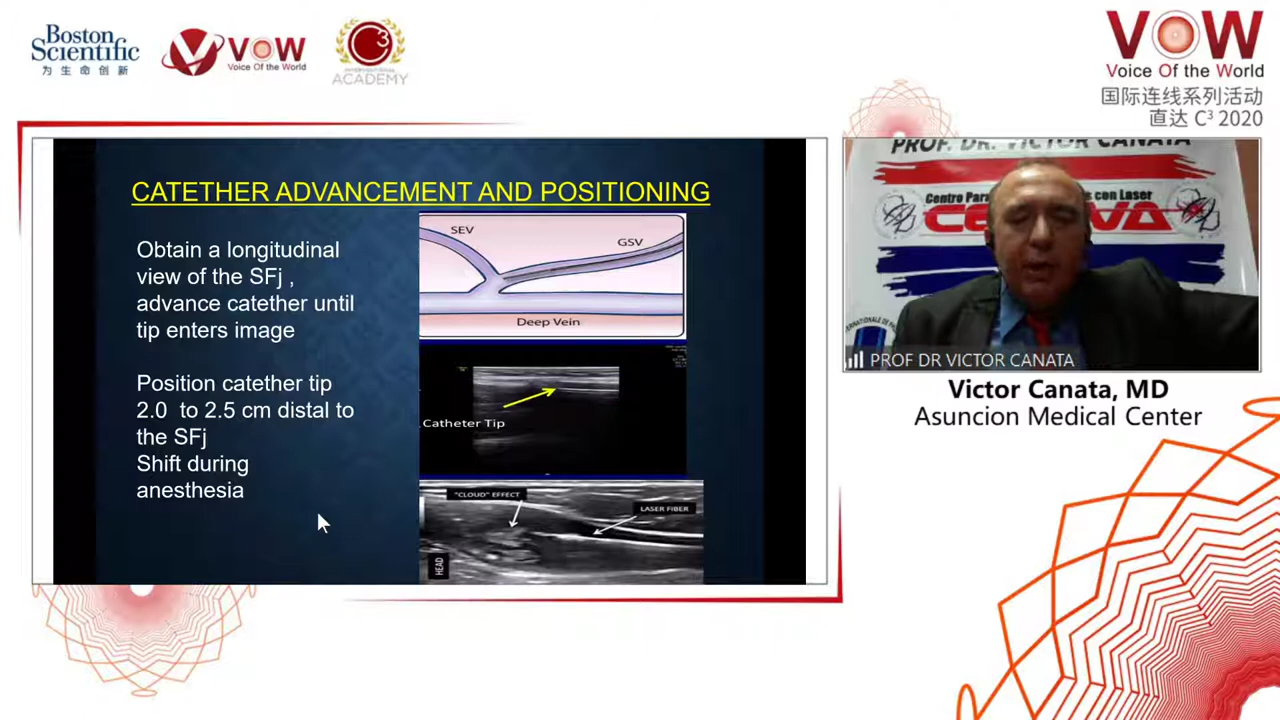 Boston
Scientific
为生命创新
VOW
Voice Of the World
C3
ACADEMY
VOW
Voice Of the World
国际连线系列活动
直达 C3 2020
CATETHER ADVANCEMENT AND POSITIONING
Obtain a longitudinal
view of the SFj ,
advance catether until
tip enters image
Position catether tip
2.0 to 2.5 cm distal to
the SFj
Shift during
anesthesia
SEV
GSV
Deep Vein
Catheter Tip
"CLOUD" EFFECT
LASER FIBER
HEAD
PROF. DR. VICTOR CANATA
Centro Para
s con Laser
PROF DR VICTOR CANATA
Victor Canata, MD
Asuncion Medical Center